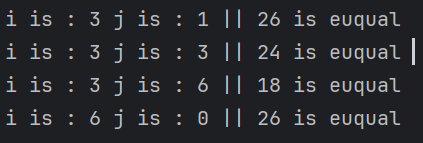 i is : 3 j is : 1 || 26 is euqual
i is : 3 j is : 3 || 24 is euqual
i is : 3 j is : 6 || 18 is euqual
i is : 6 j is : 0 || 26 is euqual